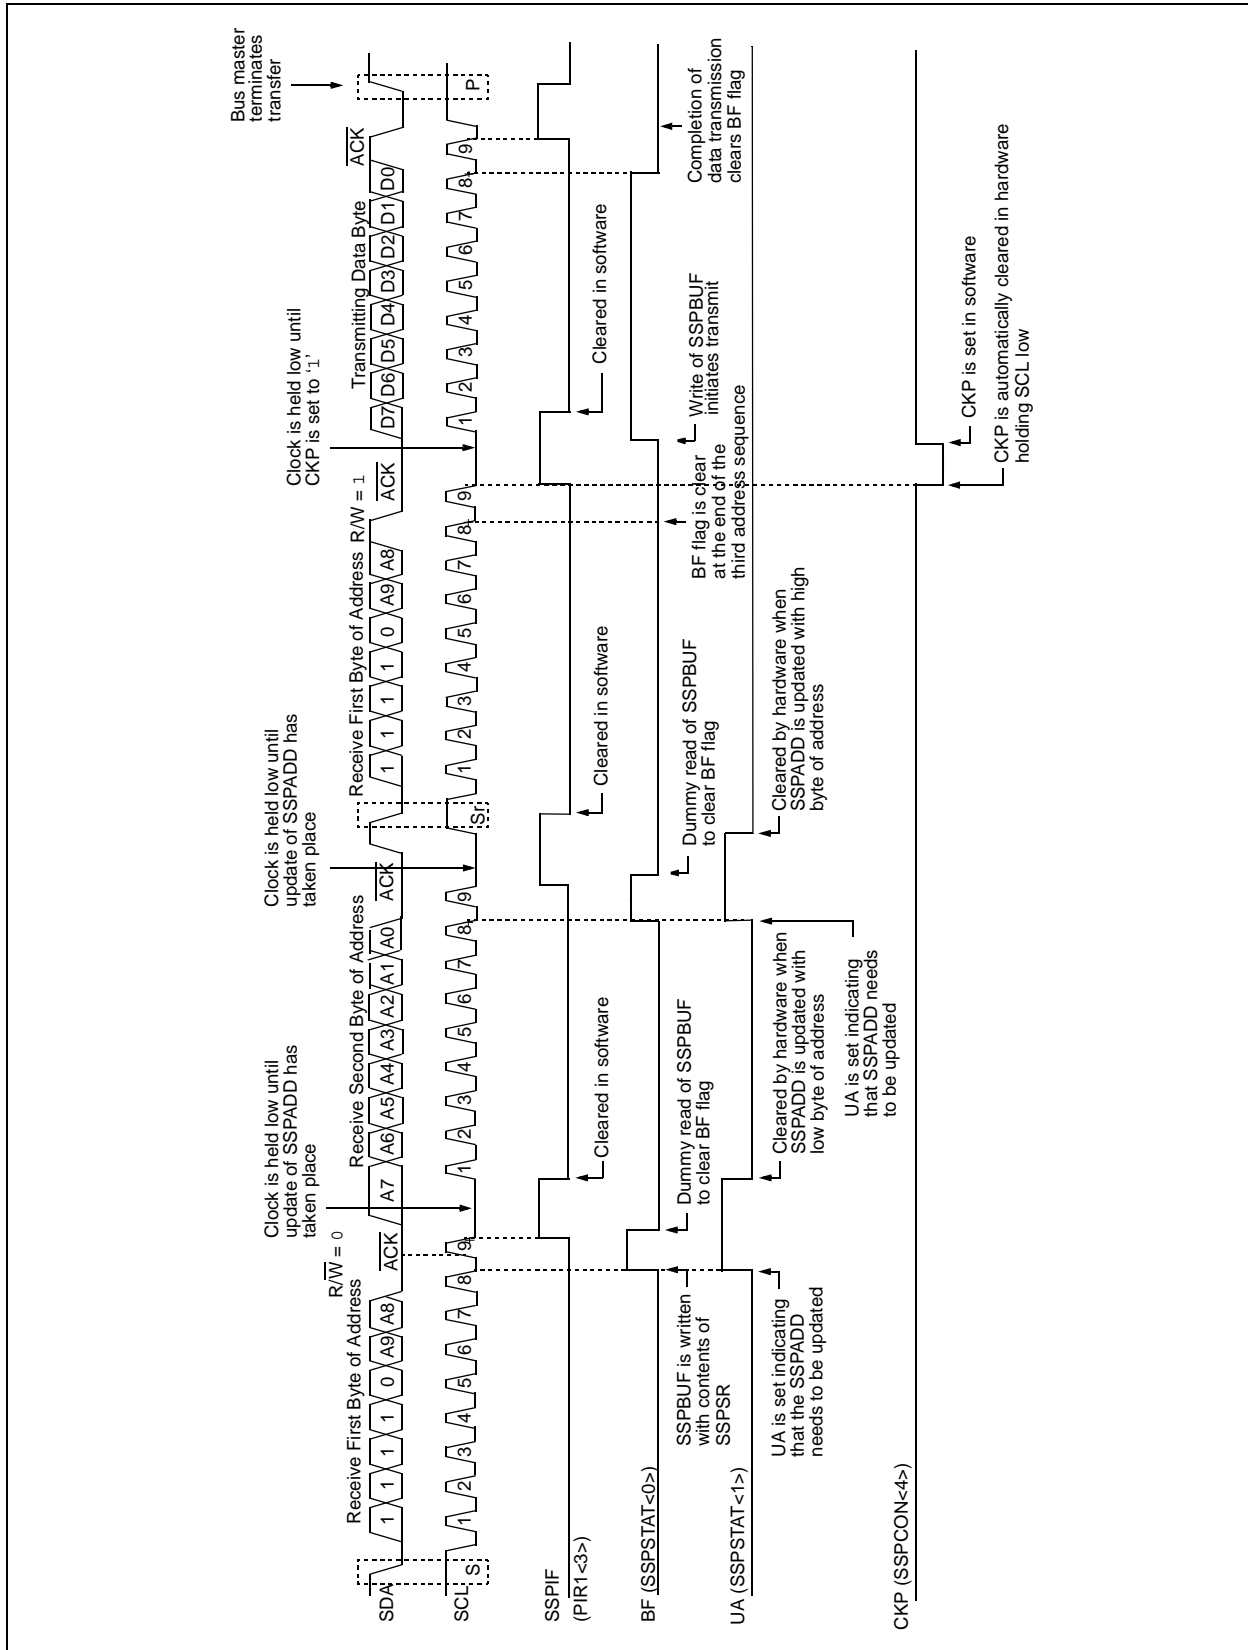 Bus master
terminates
transfer
Clock is held low until
CKP is set to ‘1’
Clock is held low until
update of SSPADD has
taken place
Clock is held low until
update of SSPADD has
taken place
Receive First Byte of Address
R/W = 0
ACK
Receive Second Byte of Address
ACK
Receive First Byte of Address R/W = 1
ACK
Transmitting Data Byte
ACK
SDA
1 1 1 1 0 A9 A8
A7 A6 A5 A4 A3 A2 A1 A0
1 1 1 1 0 A9 A8
D7 D6 D5 D4 D3 D2 D1 D0
SCL
S
1 2 3 4 5 6 7 8 9
1 2 3 4 5 6 7 8 9
Sr
1 2 3 4 5 6 7 8 9
1 2 3 4 5 6 7 8 9
P
SSPIF
(PIR1<3>)
Cleared in software
Cleared in software
Cleared in software
BF (SSPSTAT<0>)
SSPBUF is written
with contents of
SSPSR
Dummy read of SSPBUF
to clear BF flag
Dummy read of SSPBUF
to clear BF flag
BF flag is clear
at the end of the
third address sequence
Write of SSPBUF
initiates transmit
Completion of
data transmission
clears BF flag
UA (SSPSTAT<1>)
UA is set indicating
that the SSPADD
needs to be updated
Cleared by hardware when
SSPADD is updated with
low byte of address
UA is set indicating
that SSPADD needs
to be updated
Cleared by hardware when
SSPADD is updated with high
byte of address
CKP (SSPCON<4>)
CKP is set in software
CKP is automatically cleared in hardware
holding SCL low